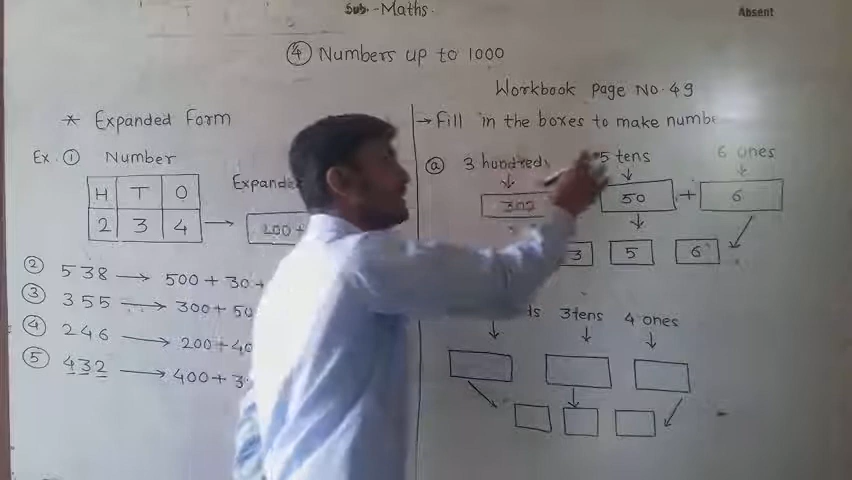 Sub. - Maths.
Absent
④ Numbers up to 1000
Workbook page No. 49
* Expanded Form
→ Fill in the boxes to make
Ex. ① Number
ⓐ 3 hundreds 5 tens 6 ones
H T O
2 3 4 → 200 +
50 + 6
3 5 6
② 538 → 500 + 30 +
③ 355 → 300 + 50
④ 246 → 200 + 40
⑤ 432 → 400 + 3
3 tens 4 ones